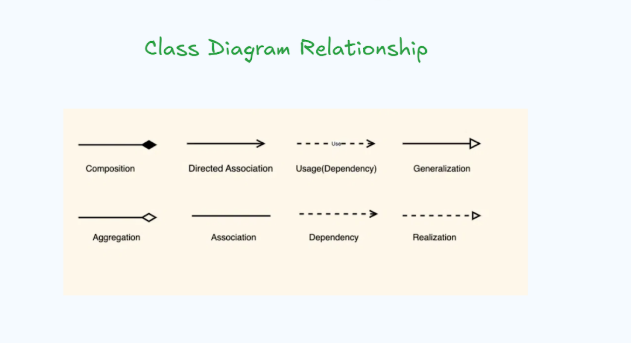 Class Diagram Relationship
Use
Composition
Directed Association
Usage(Dependency)
Generalization
Aggregation
Association
Dependency
Realization